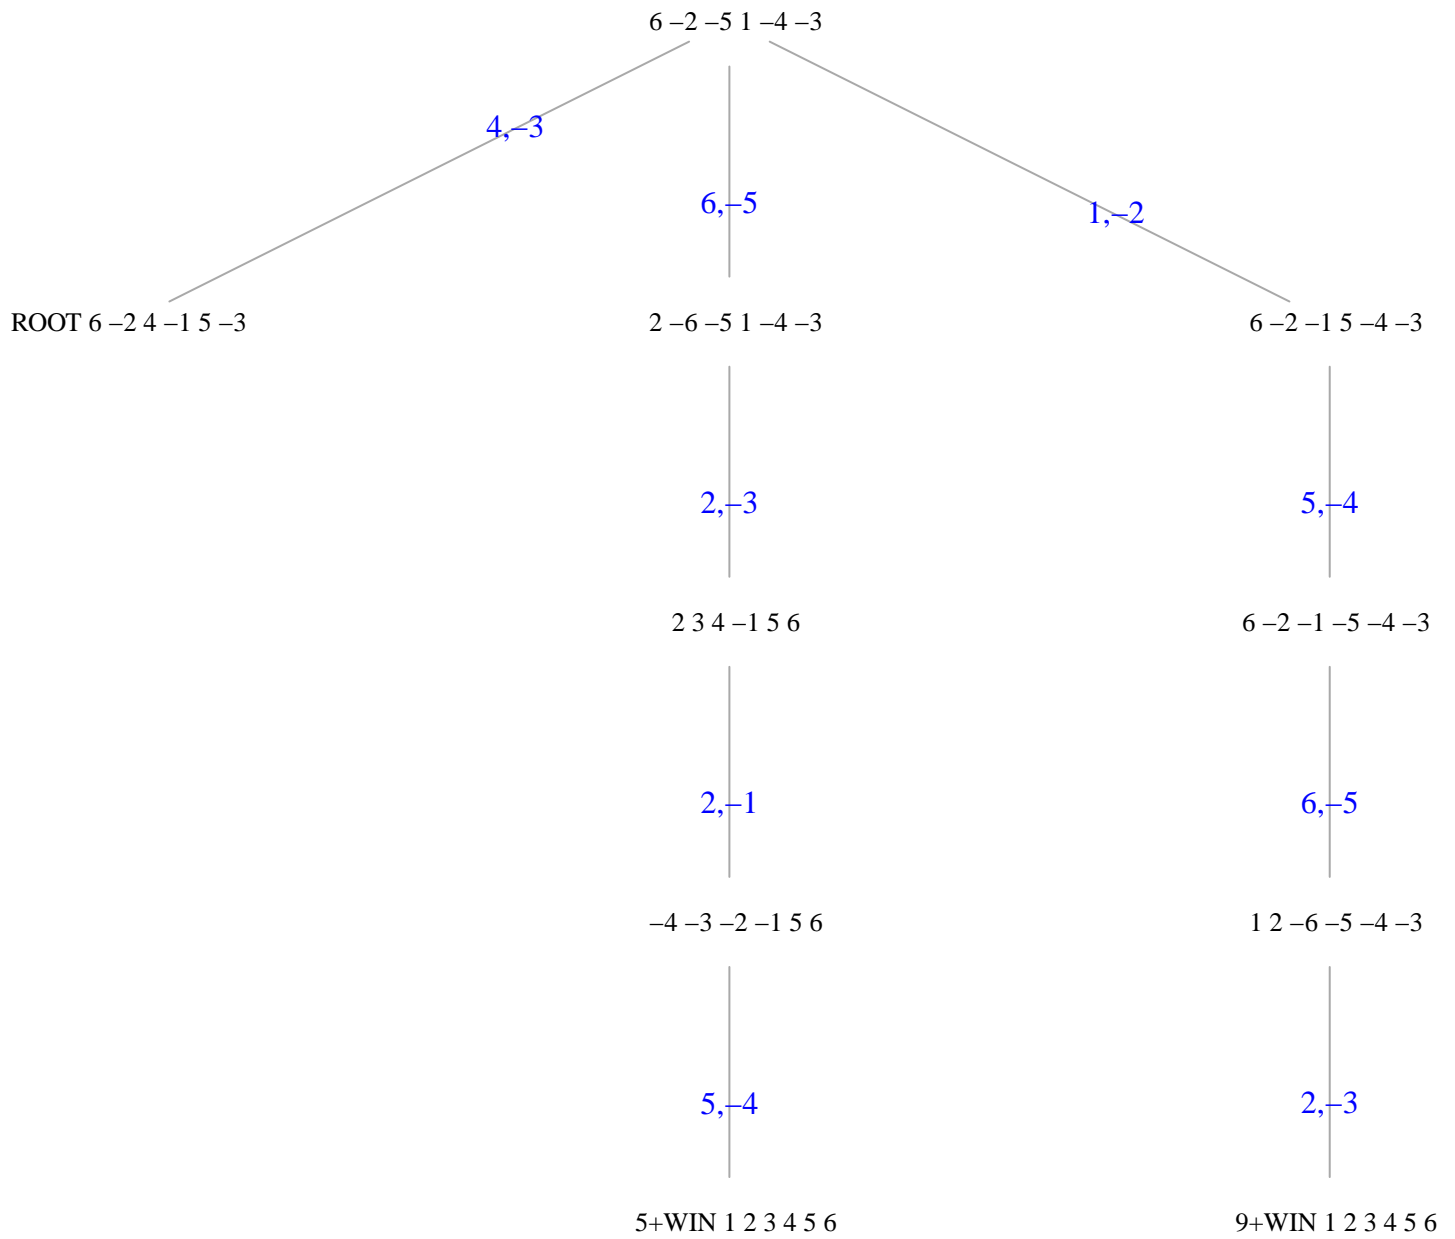 6 –2 –5 1 –4 –3
4,–3
6,–5
1,–2
ROOT 6 –2 4 –1 5 –3
2 –6 –5 1 –4 –3
6 –2 –1 5 –4 –3
2,–3
5,–4
2 3 4 –1 5 6
6 –2 –1 –5 –4 –3
2,–1
6,–5
–4 –3 –2 –1 5 6
1 2 –6 –5 –4 –3
5,–4
2,–3
5+WIN 1 2 3 4 5 6
9+WIN 1 2 3 4 5 6